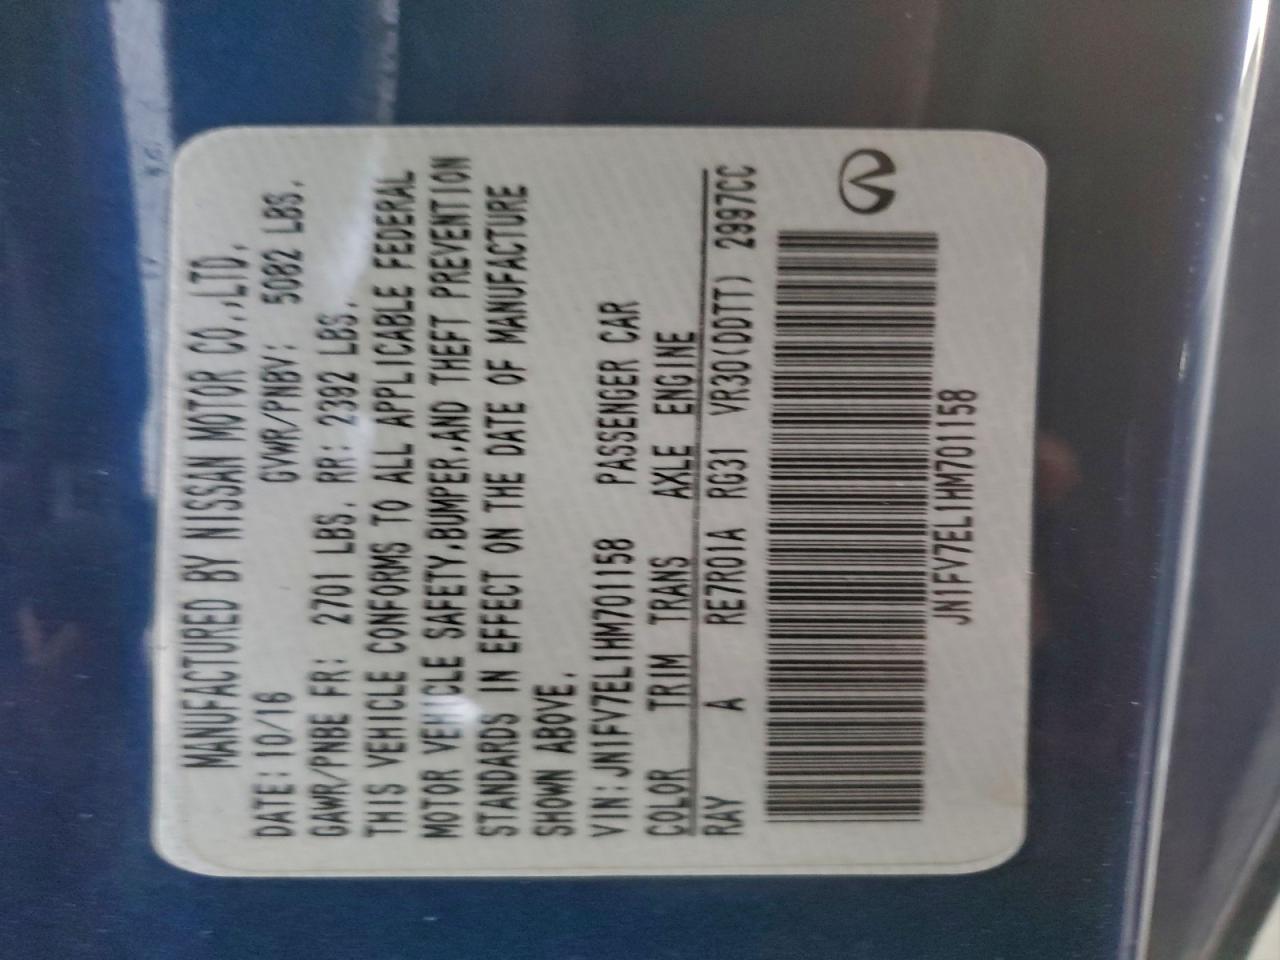 MANUFACTURED BY NISSAN MOTOR CO.,LTD.
DATE:10/16 GVWR/PNBV: 5082 LBS.
GAWR/PNBE FR: 2701 LBS. RR: 2392 LBS.
THIS VEHICLE CONFORMS TO ALL APPLICABLE FEDERAL
MOTOR VEHICLE SAFETY,BUMPER,AND THEFT PREVENTION
STANDARDS IN EFFECT ON THE DATE OF MANUFACTURE
SHOWN ABOVE.
VIN:JN1FV7EL1HM701158 PASSENGER CAR
COLOR TRIM TRANS AXLE ENGINE
RAY A RE7R01A RG31 VR30(DDTT) 2997CC
JN1FV7EL1HM701158